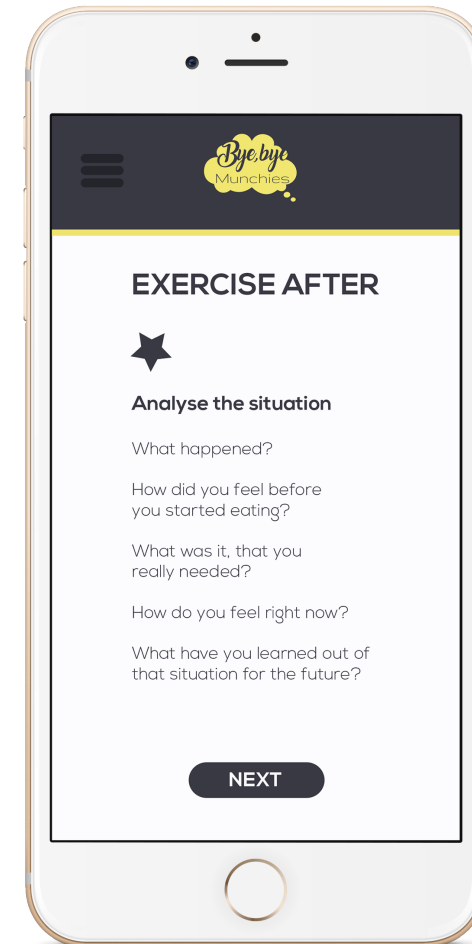 Bye,bye
Munchies
EXERCISE AFTER
Analyse the situation
What happened?
How did you feel before
you started eating?
What was it, that you
really needed?
How do you feel right now?
What have you learned out of
that situation for the future?
NEXT